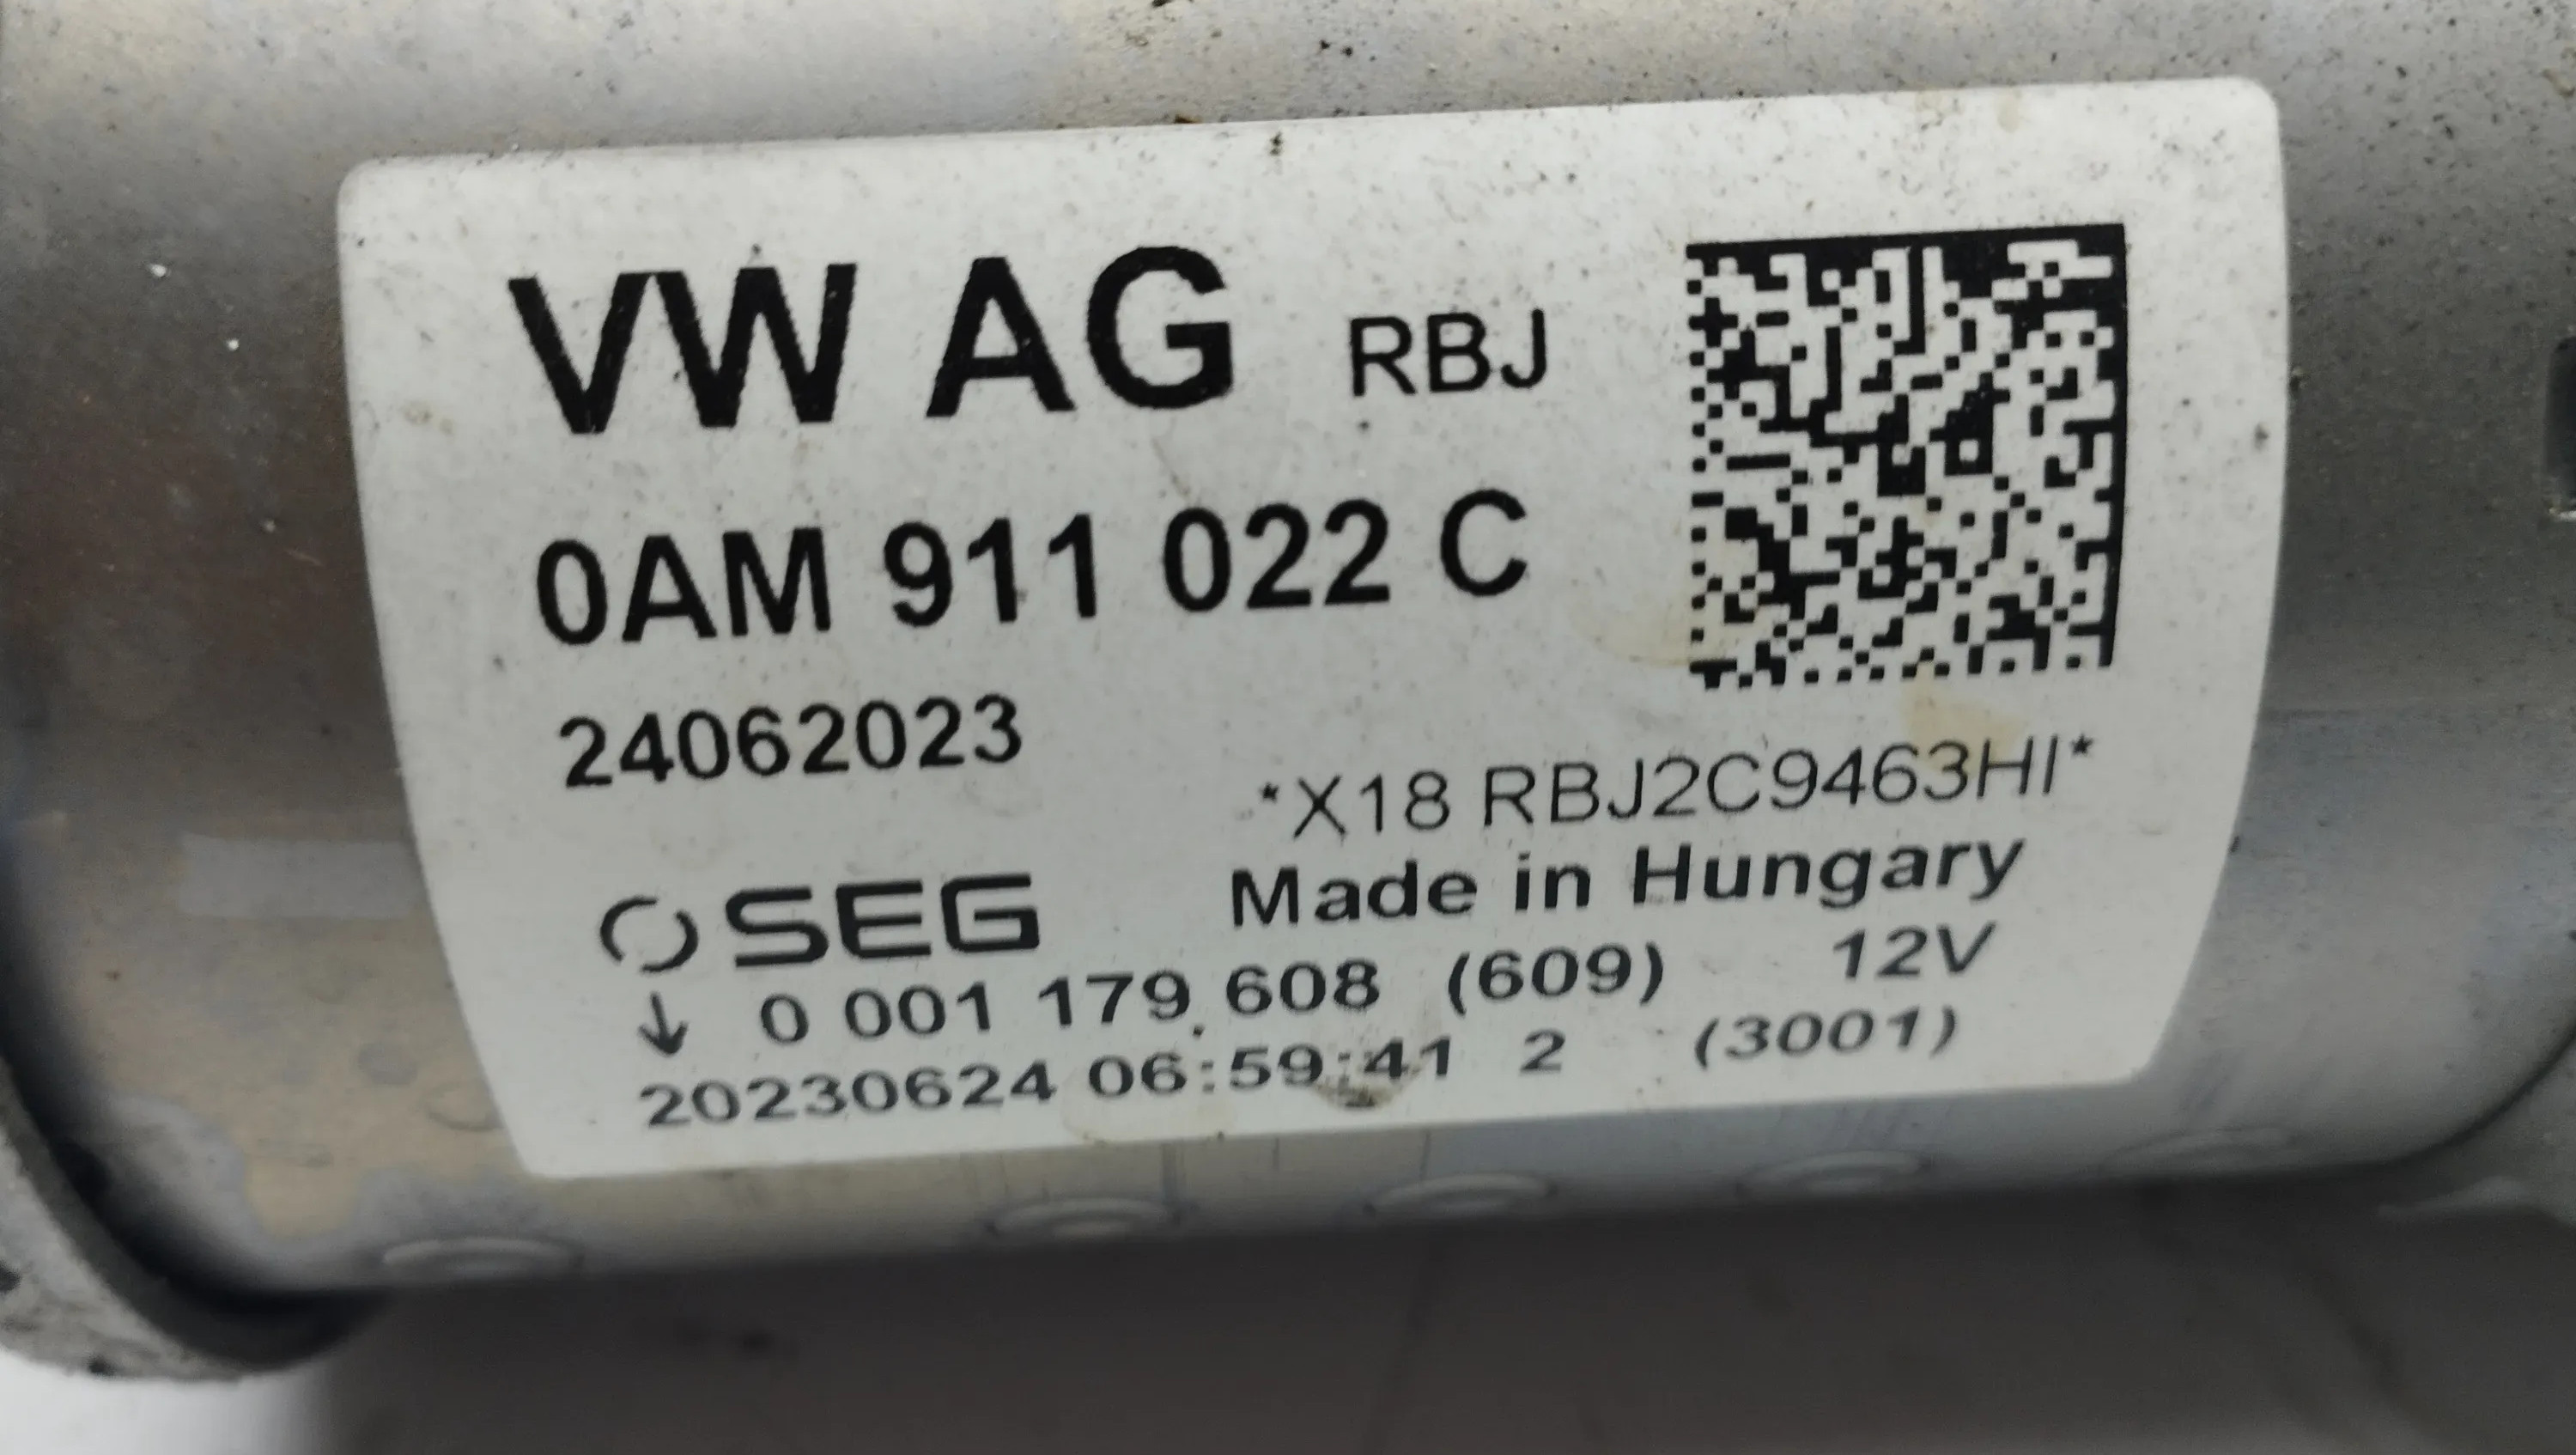 VW AG RBJ
0AM 911 022 C
24062023
*X18 RBJ2C9463HI*
SEG Made in Hungary
↓ 0 001 179 608 (609) 12V
20230624 06:59:41 2 (3001)